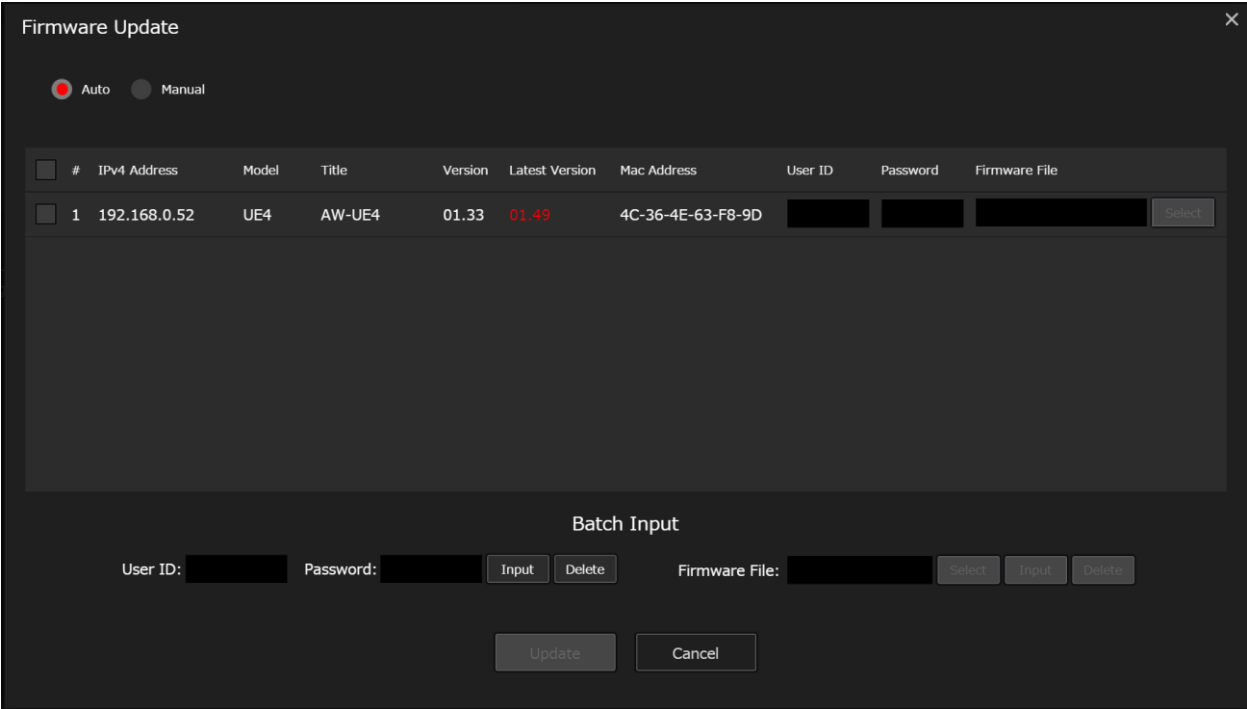 Firmware Update ×
Auto Manual
# IPv4 Address Model Title Version Latest Version Mac Address User ID Password Firmware File
1 192.168.0.52 UE4 AW-UE4 01.33 01.49 4C-36-4E-63-F8-9D Select
Batch Input
User ID: Password: Input Delete Firmware File: Select Input Delete
Update Cancel